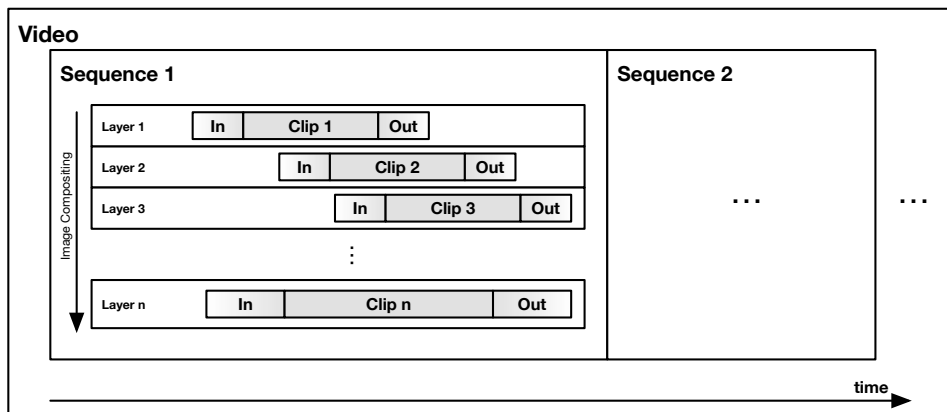 Video
Sequence 1
Sequence 2
Image Compositing
Layer 1
In
Clip 1
Out
Layer 2
In
Clip 2
Out
Layer 3
In
Clip 3
Out
...
...
...
Layer n
In
Clip n
Out
time